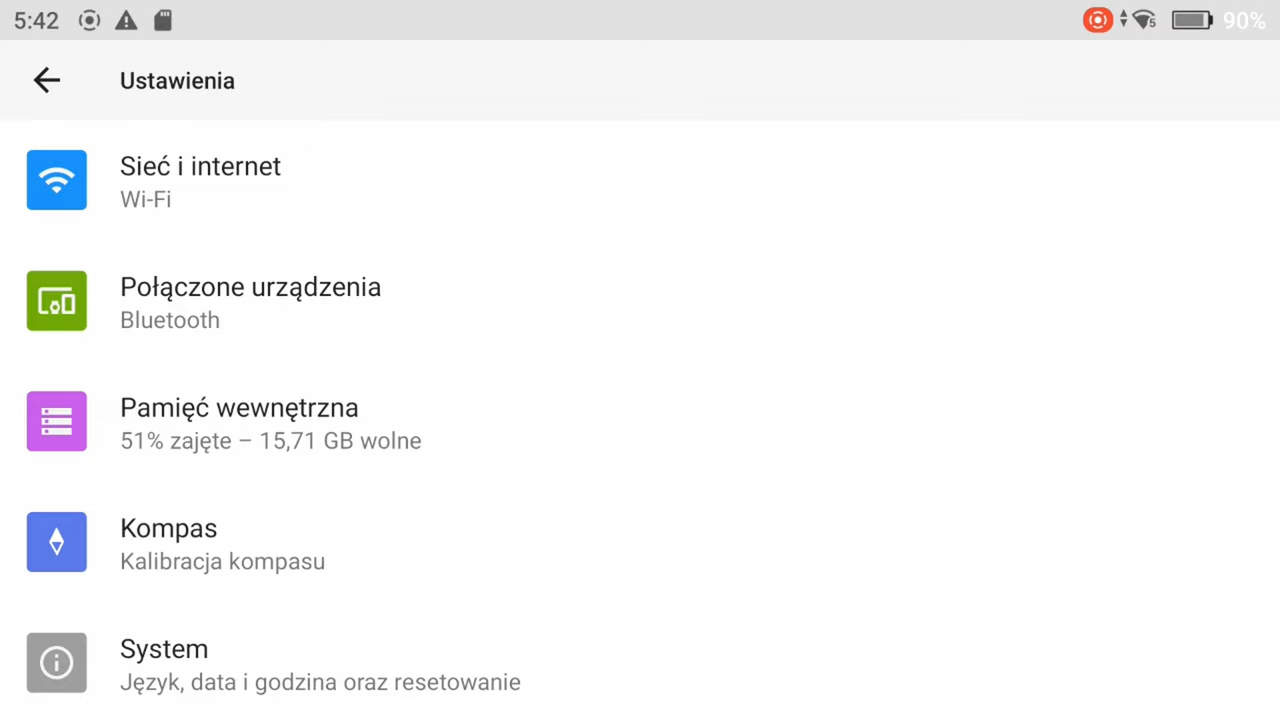 5:42
5
90%
Ustawienia
Sieć i internet
Wi-Fi
Połączone urządzenia
Bluetooth
Pamięć wewnętrzna
51% zajęte – 15,71 GB wolne
Kompas
Kalibracja kompasu
System
Język, data i godzina oraz resetowanie